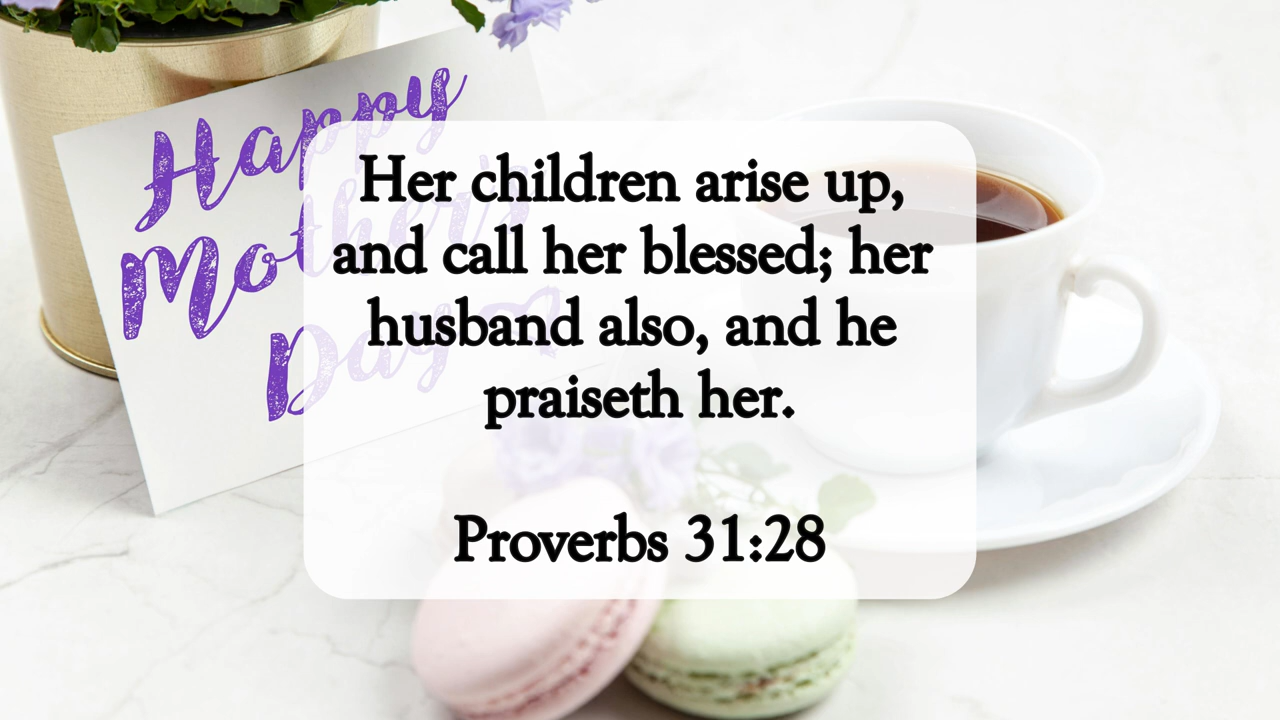 Happy
Mother's
Day
Her children arise up,
and call her blessed; her
husband also, and he
praiseth her.
Proverbs 31:28